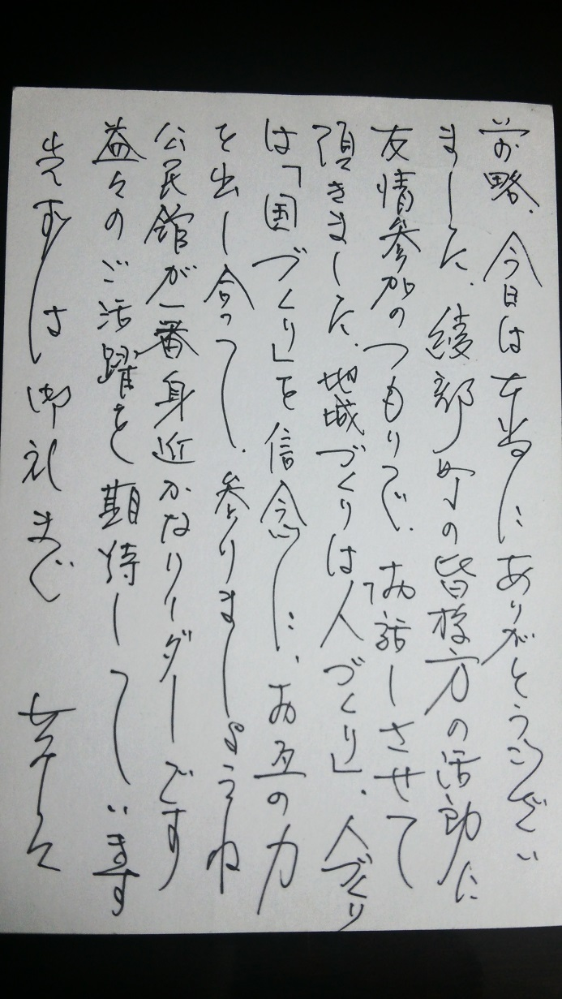 前略、今日は本当にありがとうござい
ました、綾部町の皆様方の活動に
友情参加のつもりで、お話しさせて
頂きました、地域づくりは人づくり」、人づくり
は「国づくり」を信念に、お互の力
を出し合って、参りましょうね
公民館が一番身近かなリーダーです
益々のご活躍を期待しています
先ずは御礼まで 草々